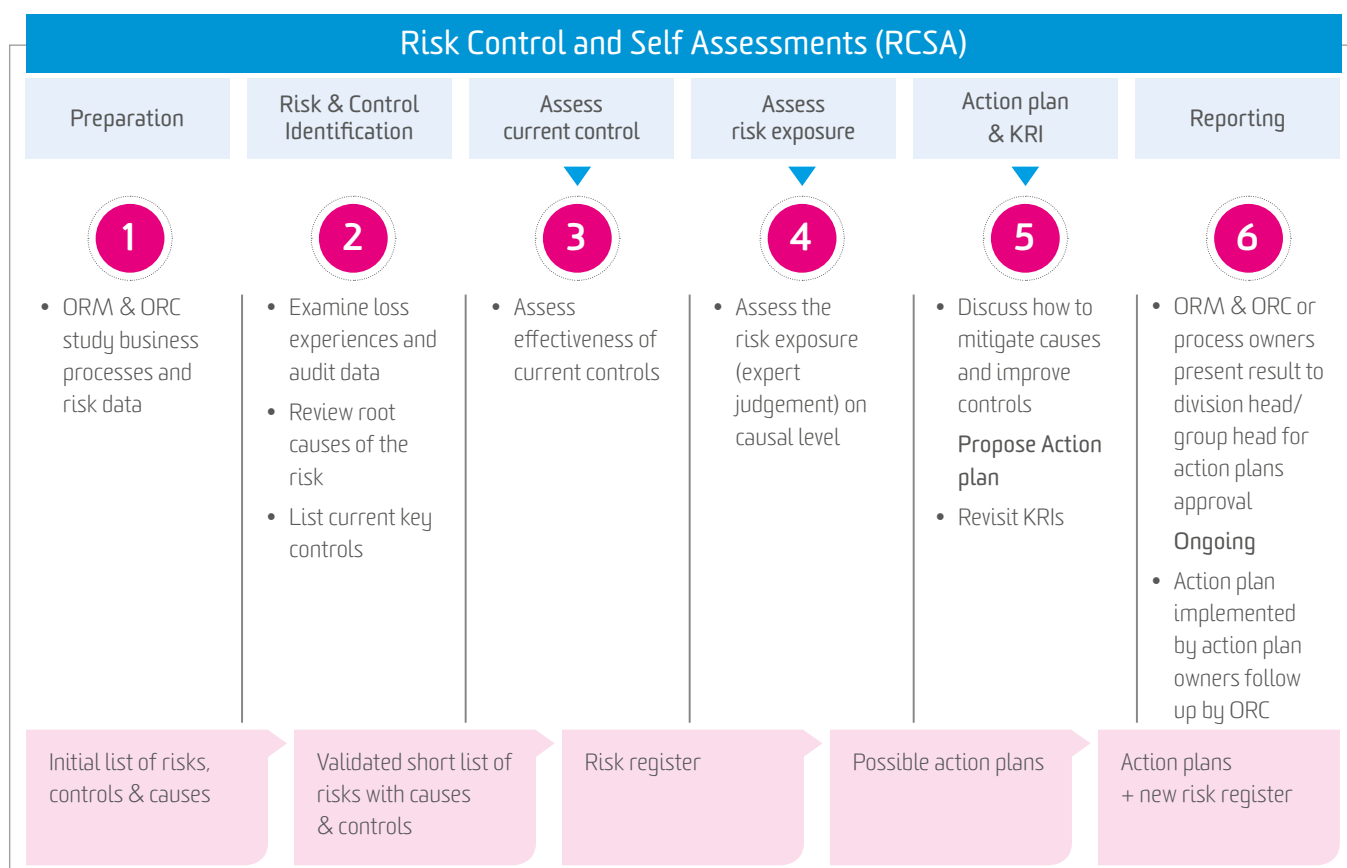 Risk Control and Self Assessments (RCSA)
Preparation
Risk & Control
Identification
Assess
current control
Assess
risk exposure
Action plan
& KRI
Reporting
1
2
3
4
5
6
• ORM & ORC
study business
processes and
risk data
• Examine loss
experiences and
audit data
• Review root
causes of the
risk
• List current key
controls
• Assess
effectiveness of
current controls
• Assess the
risk exposure
(expert
judgement) on
causal level
• Discuss how to
mitigate causes
and improve
controls
Propose Action
plan
• Revisit KRIs
• ORM & ORC or
process owners
present result to
division head/
group head for
action plans
approval
Ongoing
• Action plan
implemented
by action plan
owners follow
up by ORC
Initial list of risks,
controls & causes
Validated short list of
risks with causes
& controls
Risk register
Possible action plans
Action plans
+ new risk register